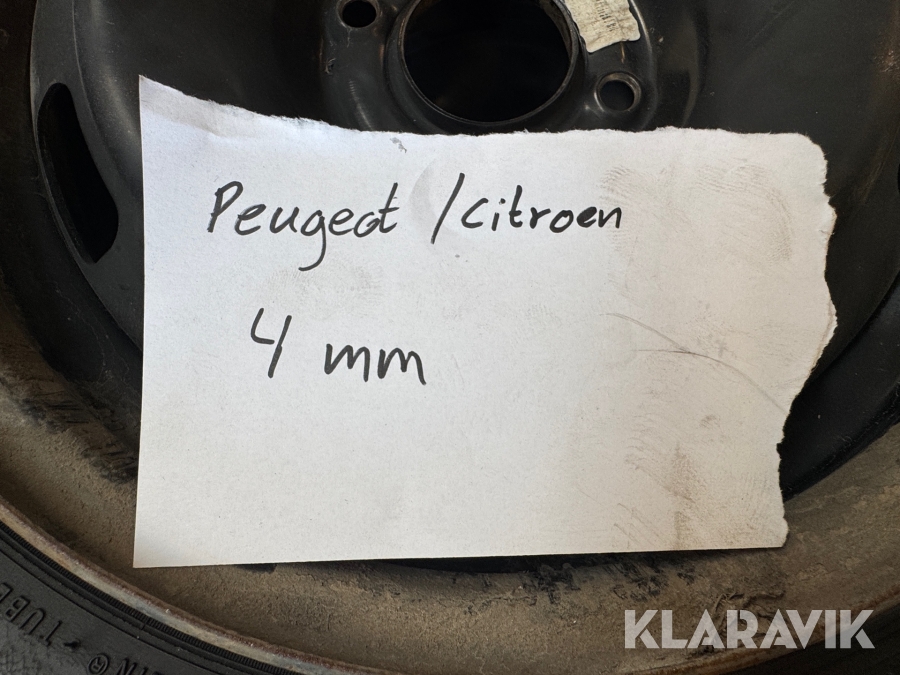 Peugeot / Citroen
4 mm
KLARAVIK